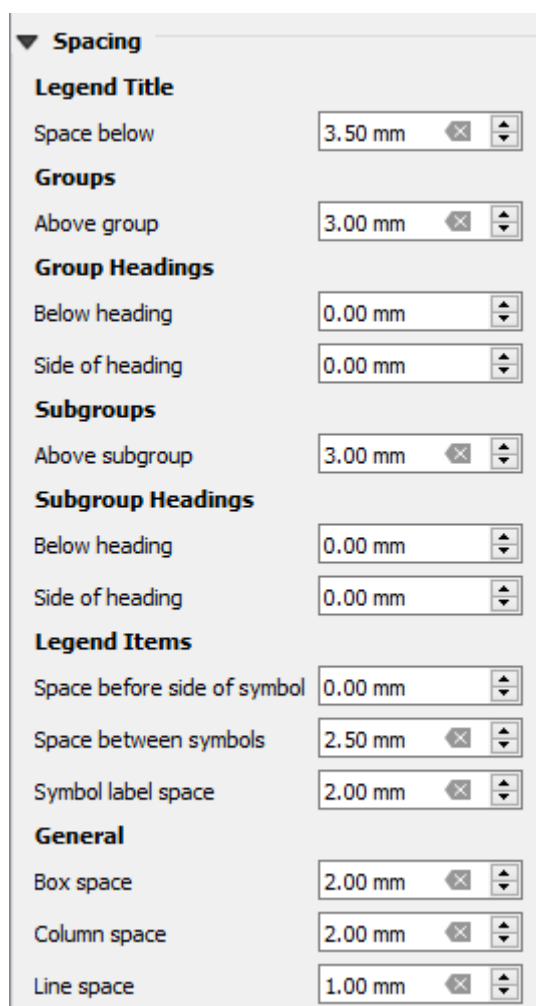 Spacing
Legend Title
Space below 3.50 mm
Groups
Above group 3.00 mm
Group Headings
Below heading 0.00 mm
Side of heading 0.00 mm
Subgroups
Above subgroup 3.00 mm
Subgroup Headings
Below heading 0.00 mm
Side of heading 0.00 mm
Legend Items
Space before side of symbol 0.00 mm
Space between symbols 2.50 mm
Symbol label space 2.00 mm
General
Box space 2.00 mm
Column space 2.00 mm
Line space 1.00 mm